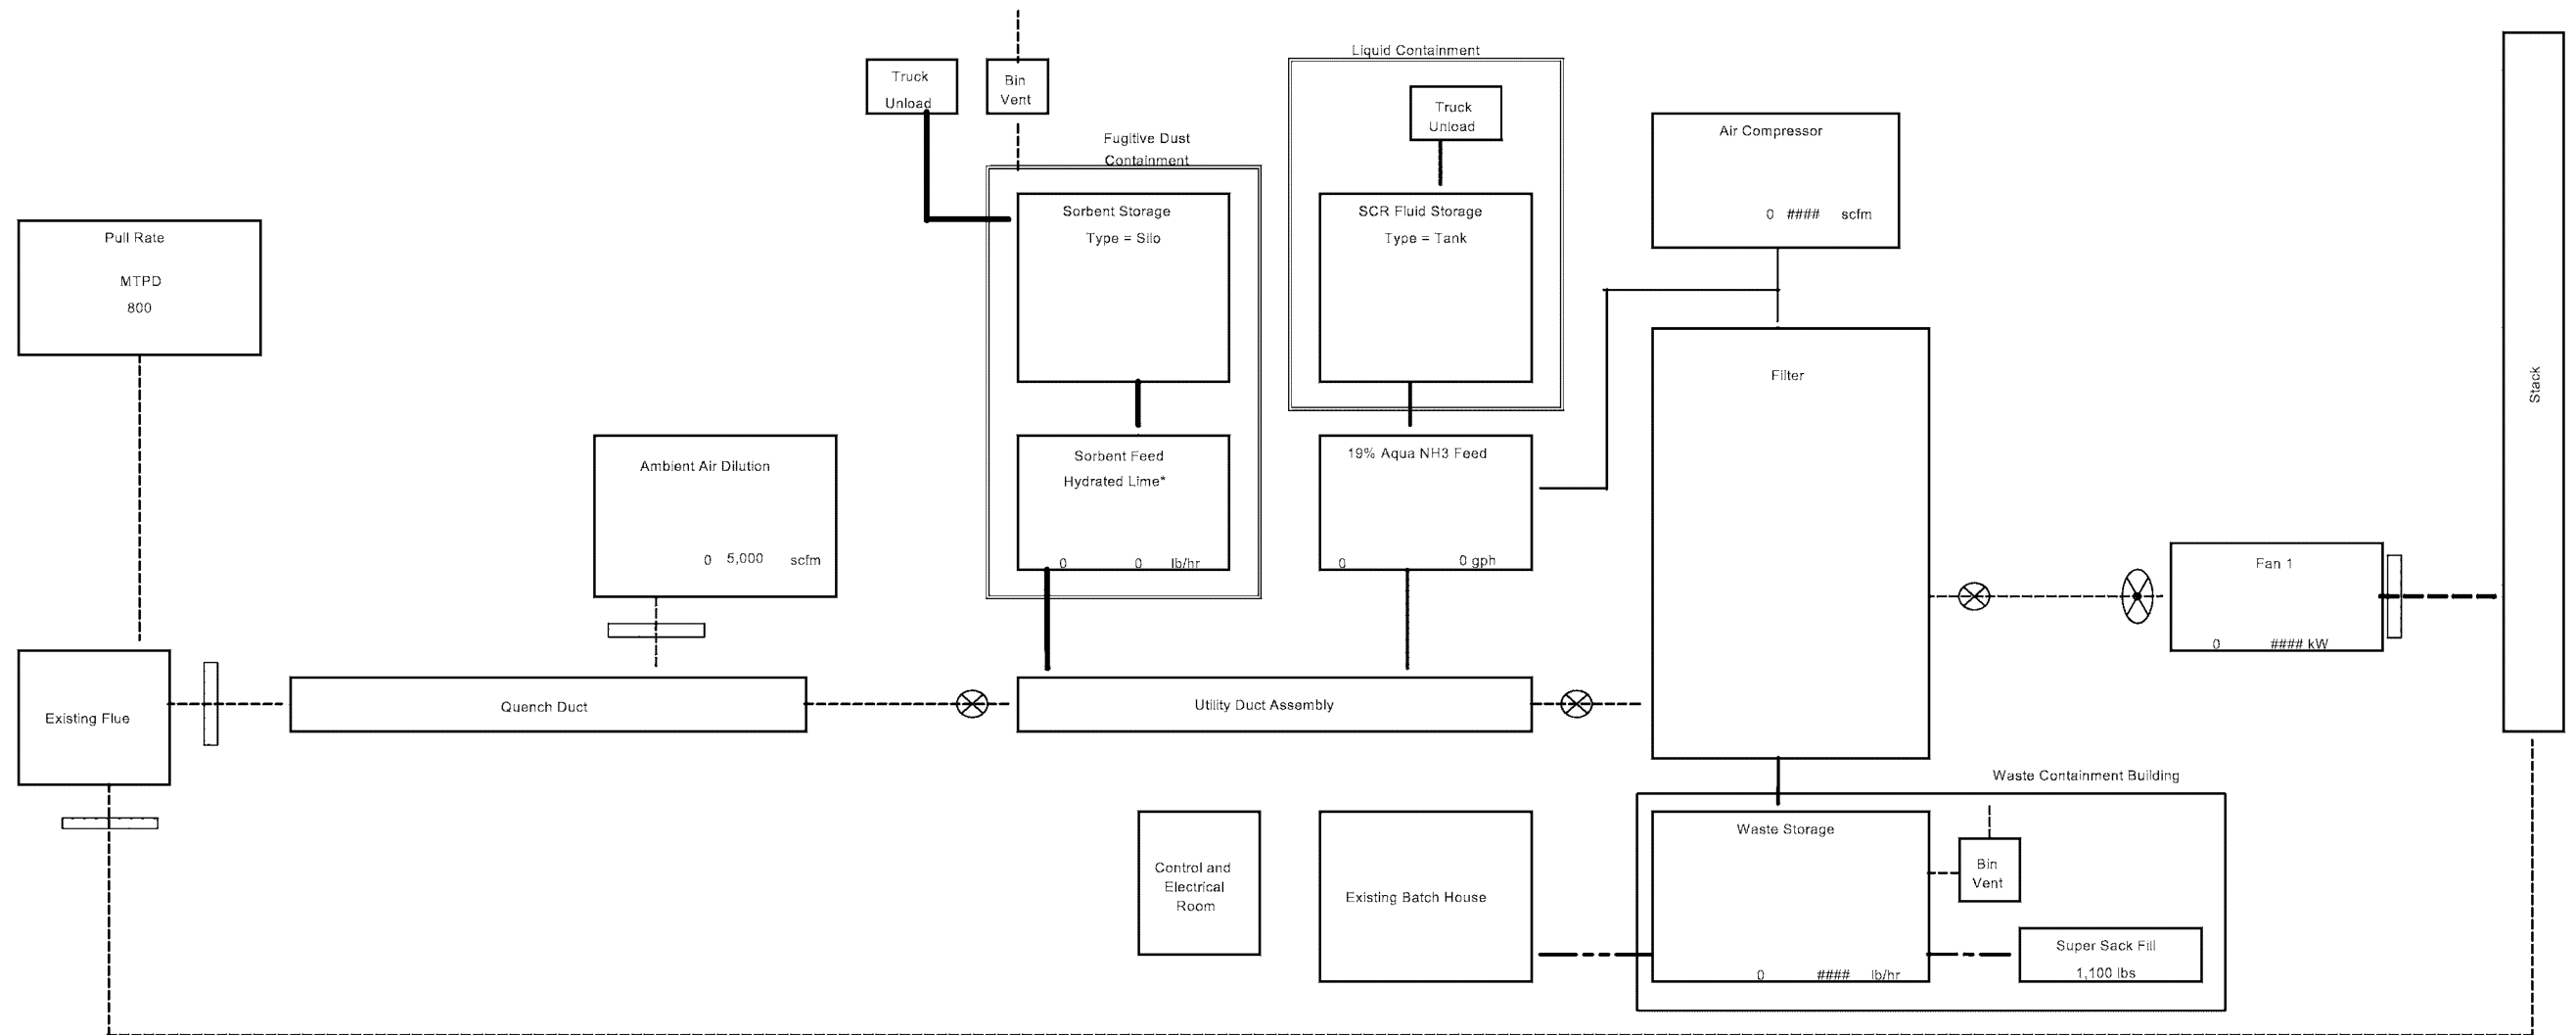 Liquid Containment
Truck
Unload
Bin
Vent
Truck
Unload
Air Compressor
0 #### scfm
Fugitive Dust
Containment
Sorbent Storage
Type = Silo
SCR Fluid Storage
Type = Tank
Pull Rate
MTPD
800
Filter
Stack
Ambient Air Dilution
0 5,000 scfm
Sorbent Feed
Hydrated Lime*
0 0 lb/hr
19% Aqua NH3 Feed
0 0 gph
Fan 1
0 #### kW
Existing Flue
Quench Duct
Utility Duct Assembly
Waste Containment Building
Control and
Electrical
Room
Existing Batch House
Waste Storage
0 #### lb/hr
Bin
Vent
Super Sack Fill
1,100 lbs